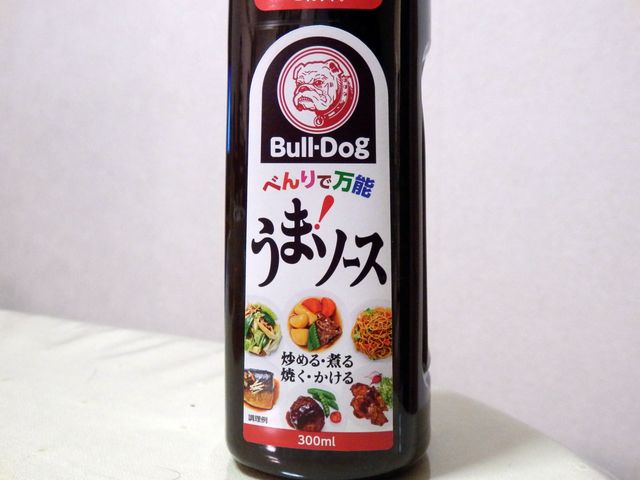 Bull-Dog
べんりで万能
うま!ソース
炒める・煮る
焼く・かける
調理例
300ml